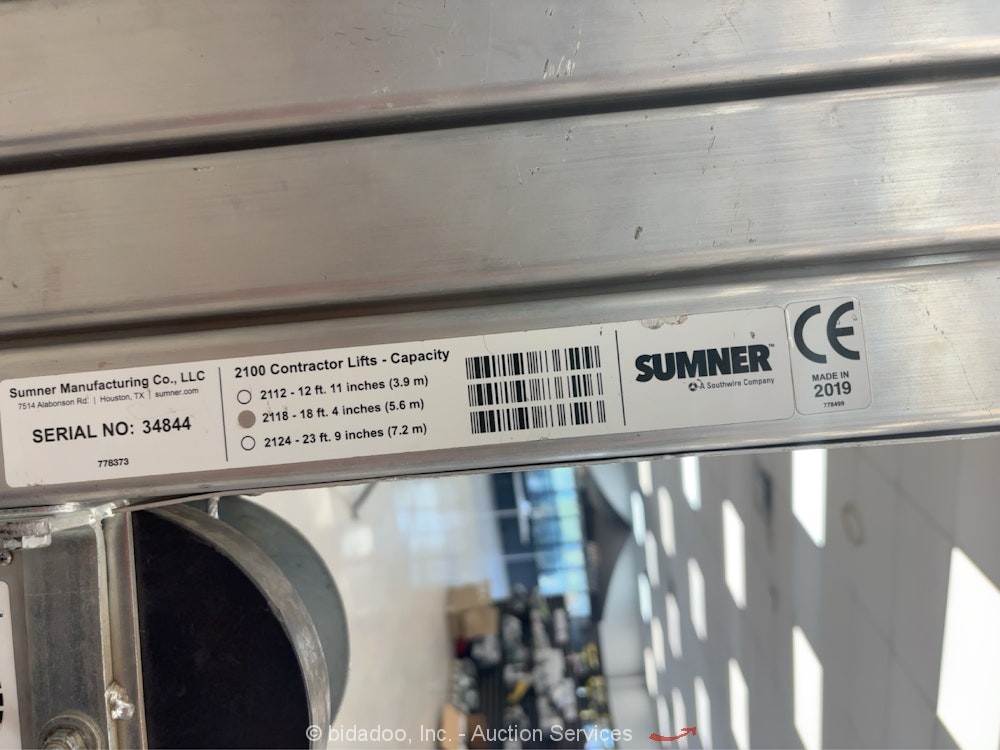 Sumner Manufacturing Co., LLC
7514 Alabonson Rd. | Houston, TX | sumner.com
SERIAL NO: 34844
778373
2100 Contractor Lifts - Capacity
2112 - 12 ft. 11 inches (3.9 m)
2118 - 18 ft. 4 inches (5.6 m)
2124 - 23 ft. 9 inches (7.2 m)
SUMNER™
A Southwire Company
CE
MADE IN
2019
778499
© bidadoo, Inc. - Auction Services